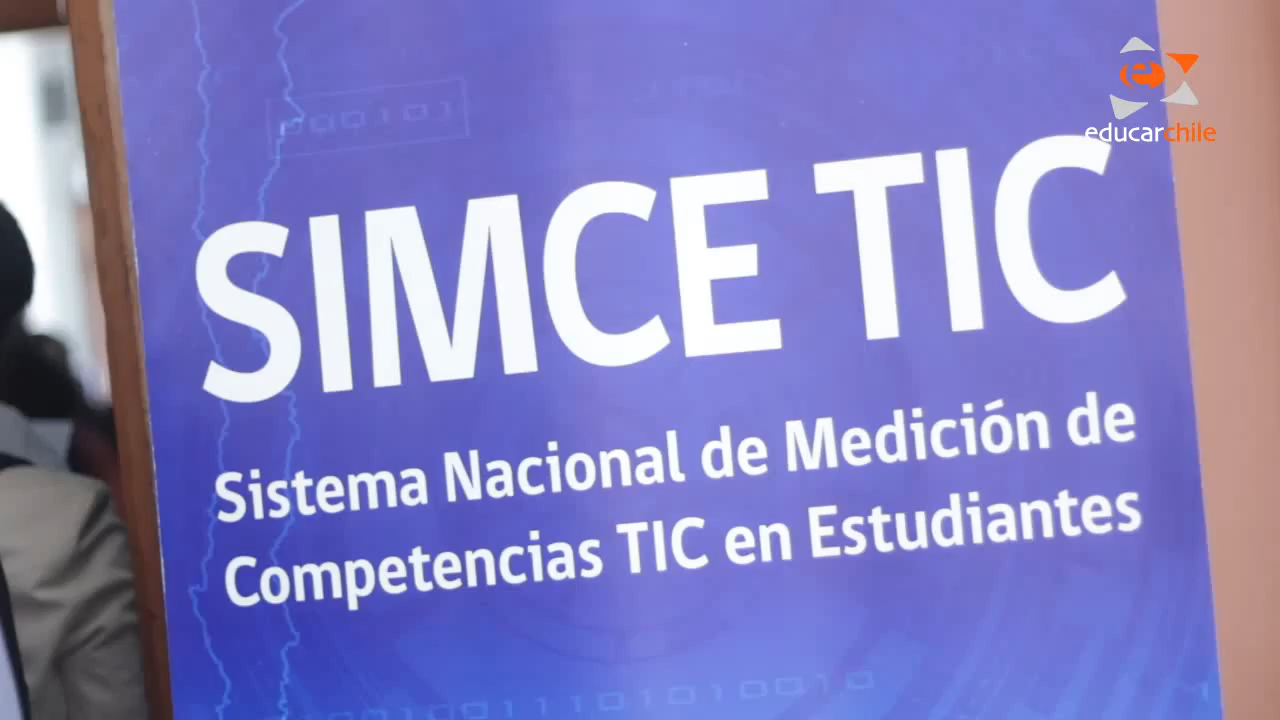 educarchile
SIMCE TIC
Sistema Nacional de Medición de
Competencias TIC en Estudiantes